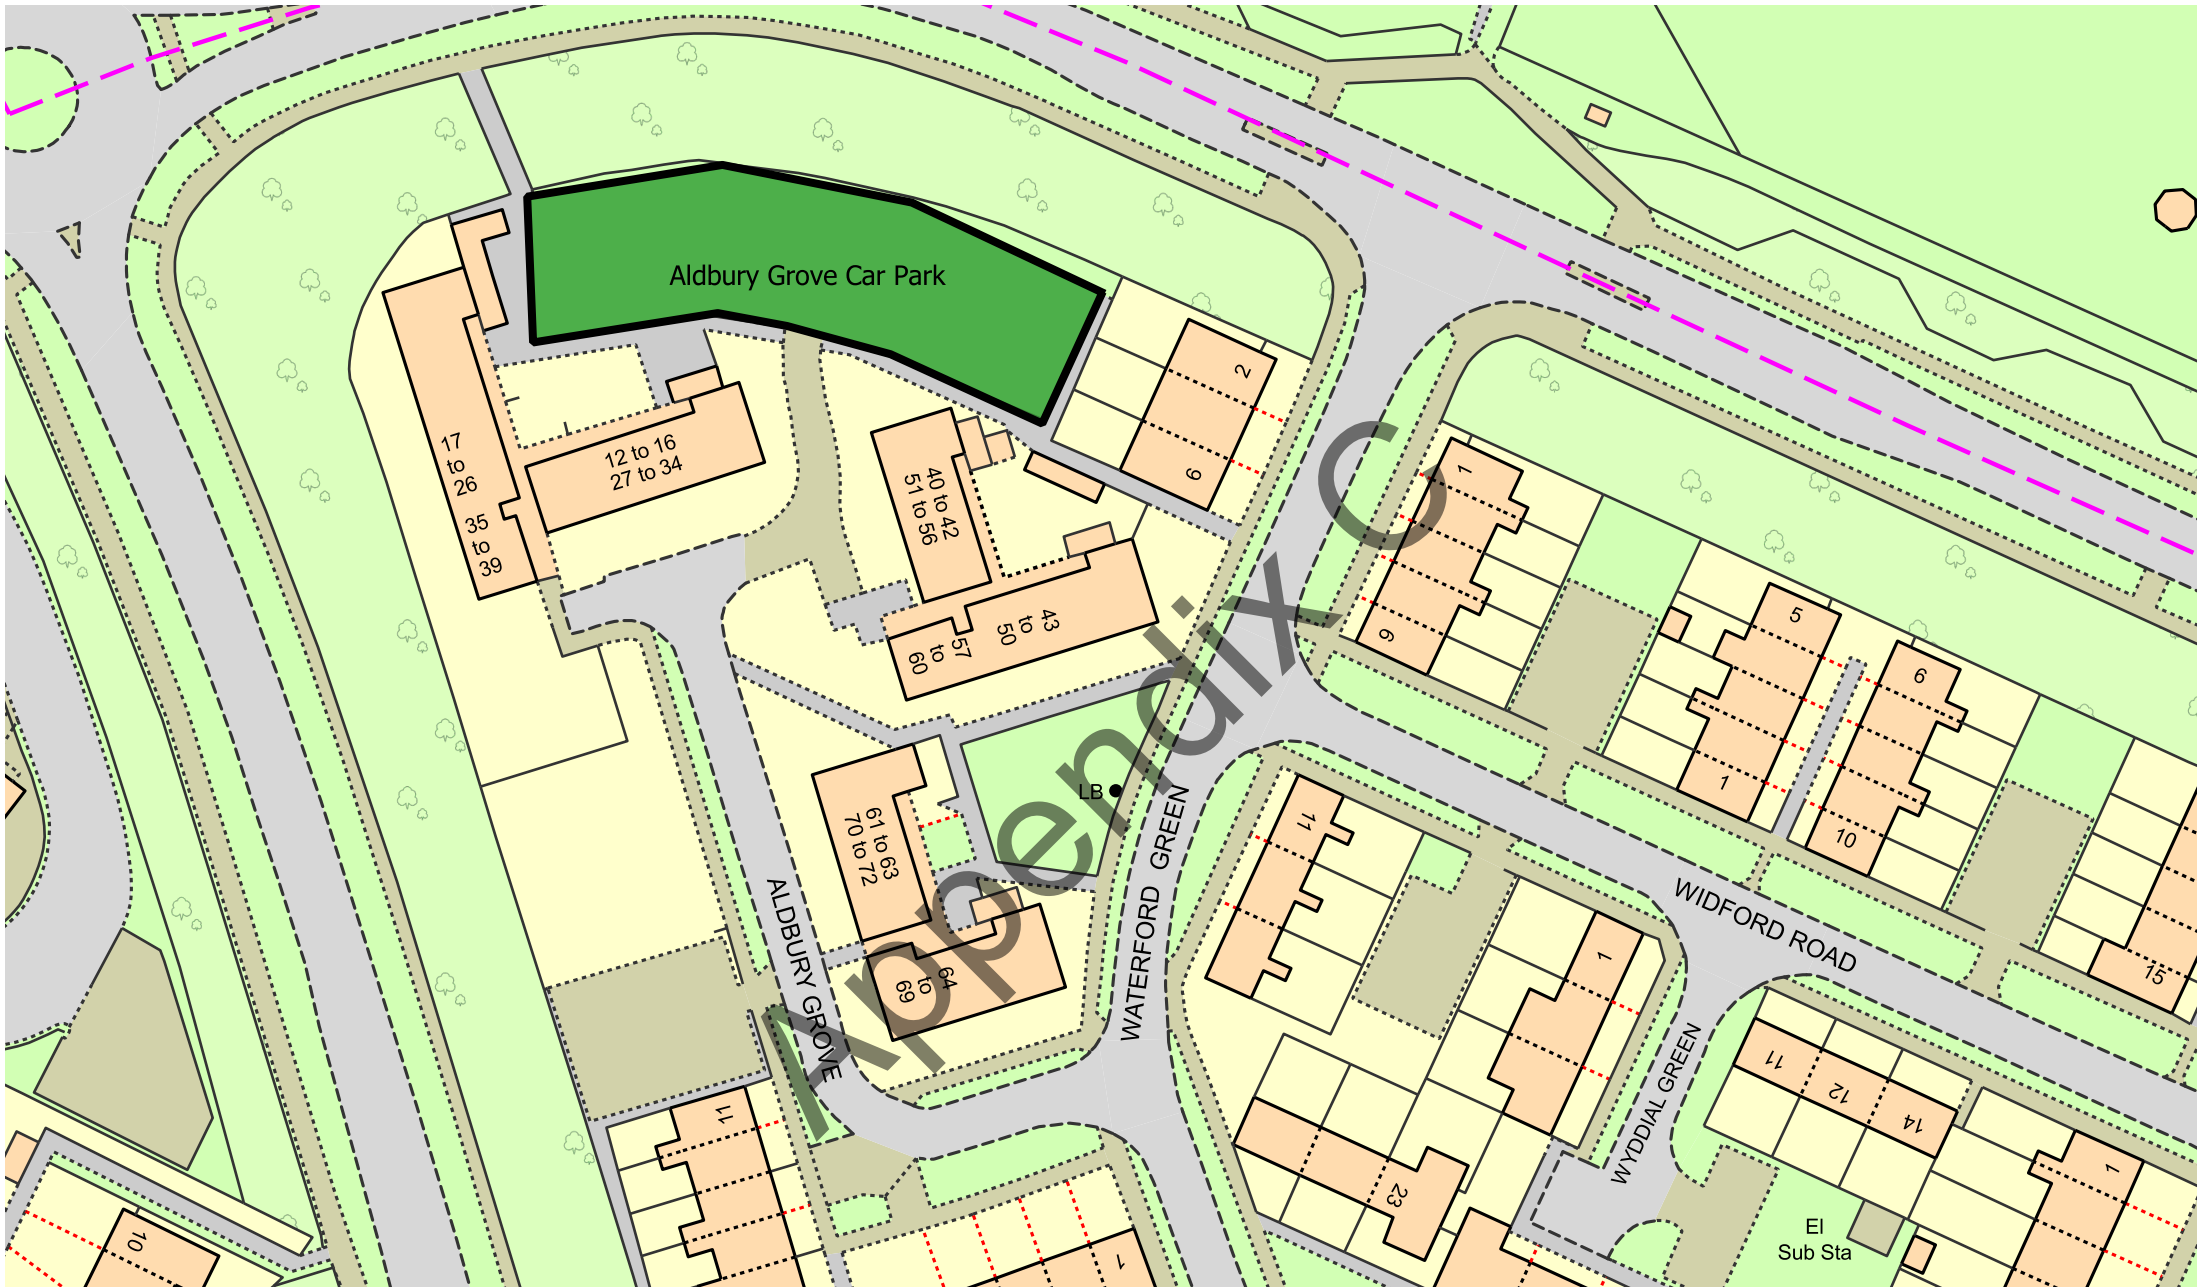 Aldbury Grove Car Park
2
6
17
to
26
35
to
39
12 to 16
27 to 34
40 to 42
51 to 56
43
to
50
57
to
60
1
9
5
1
6
10
15
LB
61 to 63
70 to 72
64
to
69
ALDBURY GROVE
WATERFORD GREEN
WIDFORD ROAD
WYDDIAL GREEN
11
1
11
12
14
1
11
23
1
10
El
Sub Sta
Appendix C